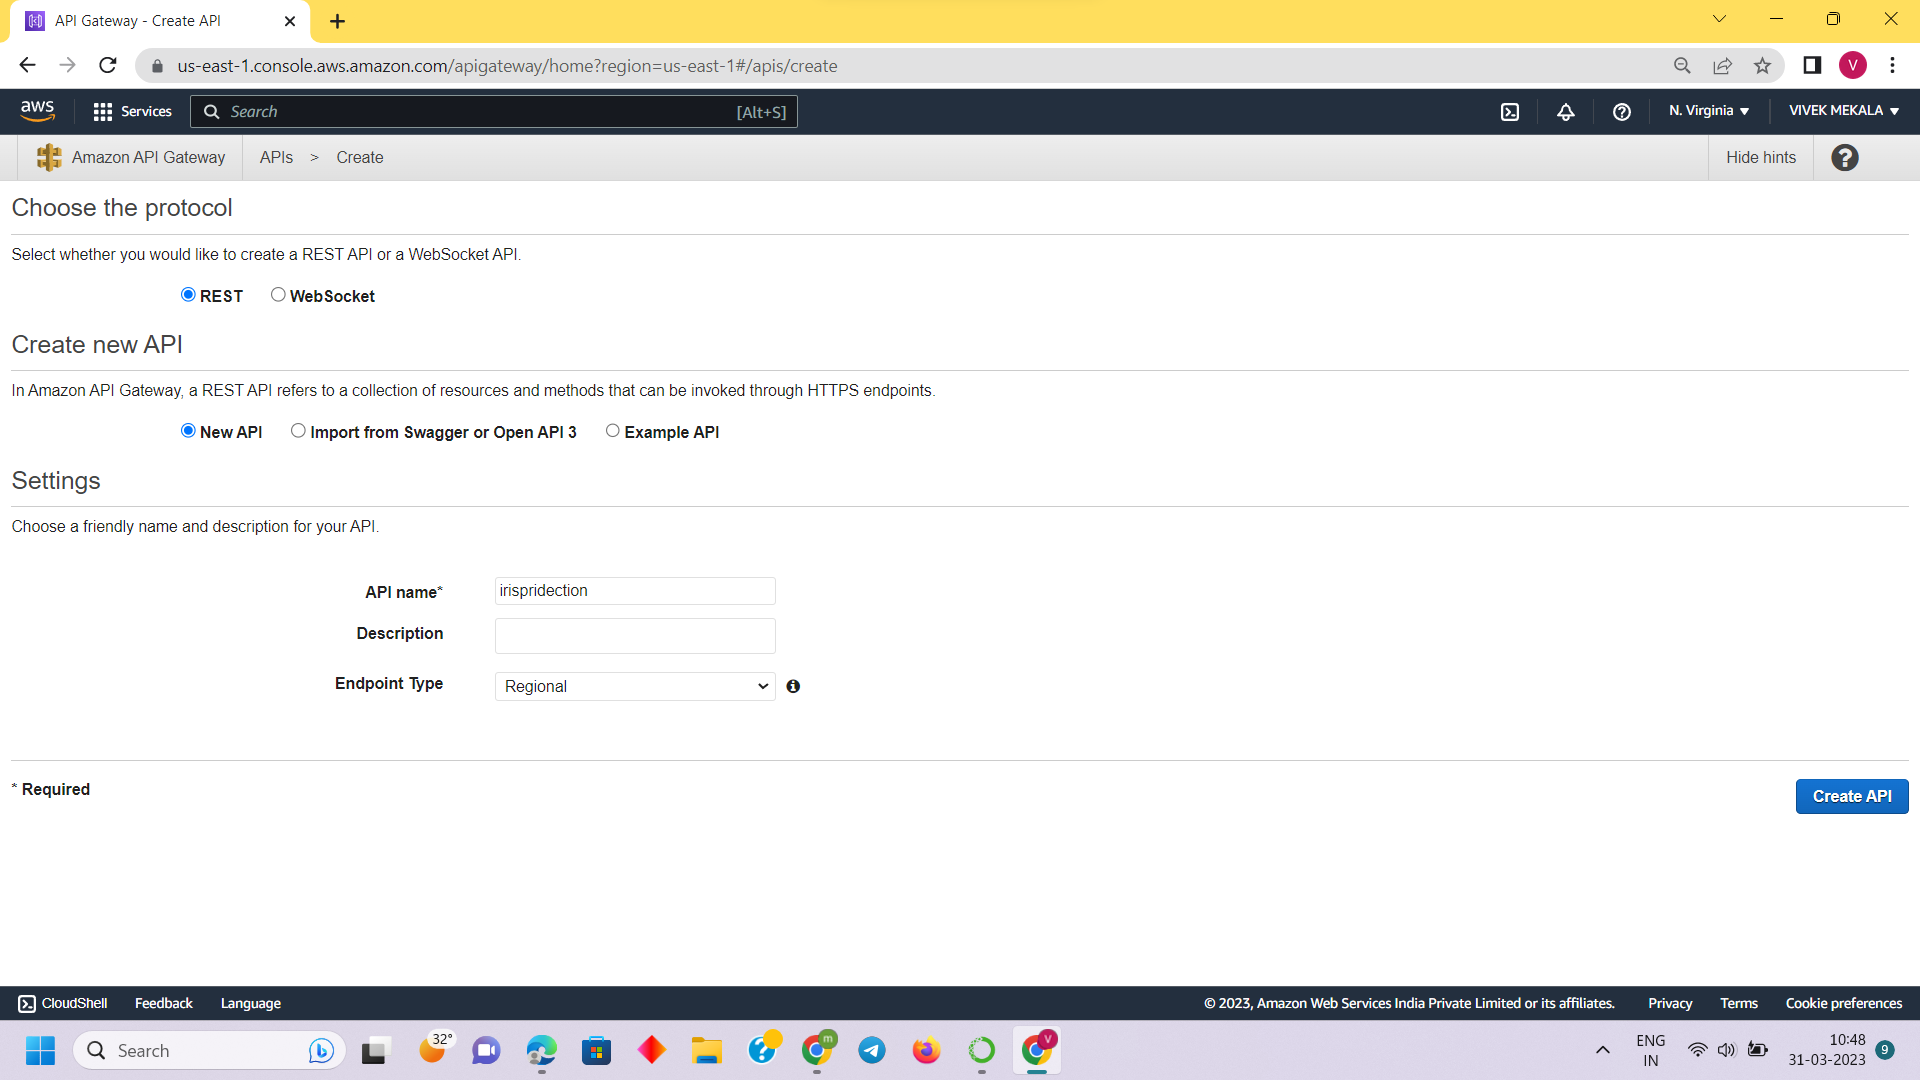 API Gateway - Create API
us-east-1.console.aws.amazon.com/apigateway/home?region=us-east-1#/apis/create
V
aws
Services
Search
[Alt+S]
N. Virginia
VIVEK MEKALA
Amazon API Gateway
APIs > Create
Hide hints
Choose the protocol
Select whether you would like to create a REST API or a WebSocket API.
REST
WebSocket
Create new API
In Amazon API Gateway, a REST API refers to a collection of resources and methods that can be invoked through HTTPS endpoints.
New API
Import from Swagger or Open API 3
Example API
Settings
Choose a friendly name and description for your API.
API name*
irispridection
Description
Endpoint Type
Regional
* Required
Create API
CloudShell
Feedback
Language
© 2023, Amazon Web Services India Private Limited or its affiliates.
Privacy
Terms
Cookie preferences
Search
32°
m
V
ENG
IN
10:48
31-03-2023
9